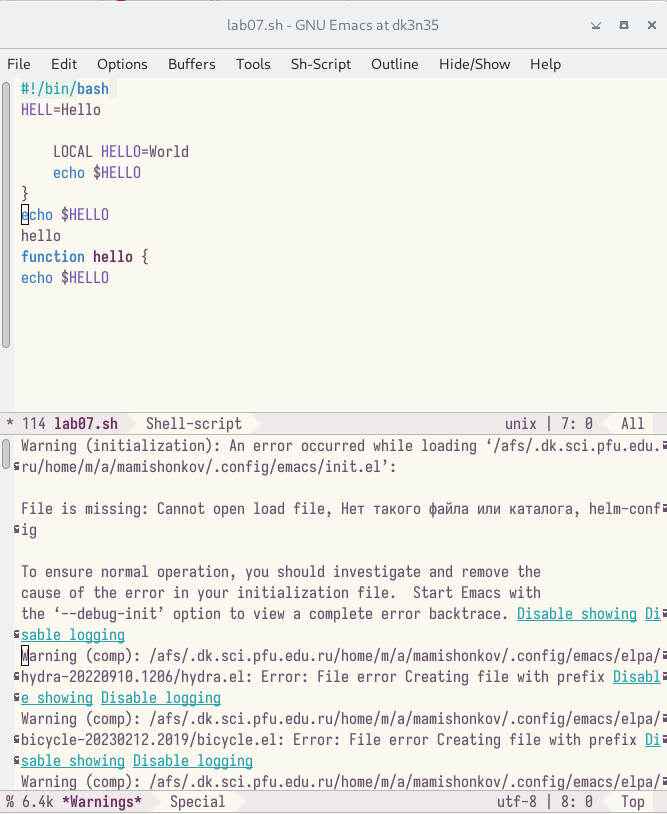 lab07.sh - GNU Emacs at dk3n35
File Edit Options Buffers Tools Sh-Script Outline Hide/Show Help
#!/bin/bash
HELL=Hello
LOCAL HELLO=World
echo $HELLO
}
echo $HELLO
hello
function hello {
echo $HELLO
* 114 lab07.sh Shell-script unix | 7: 0 All
Warning (initialization): An error occurred while loading ‘/afs/.dk.sci.pfu.edu.
ru/home/m/a/mamishonkov/.config/emacs/init.el’:
File is missing: Cannot open load file, Нет такого файла или каталога, helm-conf
ig
To ensure normal operation, you should investigate and remove the
cause of the error in your initialization file.  Start Emacs with
the ‘--debug-init’ option to view a complete error backtrace. Disable showing Di
sable logging
Warning (comp): /afs/.dk.sci.pfu.edu.ru/home/m/a/mamishonkov/.config/emacs/elpa/
hydra-20220910.1206/hydra.el: Error: File error Creating file with prefix Disabl
e showing Disable logging
Warning (comp): /afs/.dk.sci.pfu.edu.ru/home/m/a/mamishonkov/.config/emacs/elpa/
bicycle-20230212.2019/bicycle.el: Error: File error Creating file with prefix Di
sable showing Disable logging
Warning (comp): /afs/.dk.sci.pfu.edu.ru/home/m/a/mamishonkov/.config/emacs/elpa/
% 6.4k *Warnings* Special utf-8 | 8: 0 Top